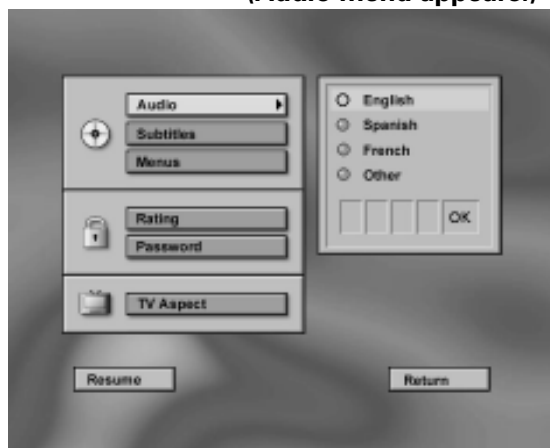 (Audio menu appears.)
Audio
Subtitles
Menus
Rating
Password
TV Aspect
English
Spanish
French
Other
OK
Resume
Return